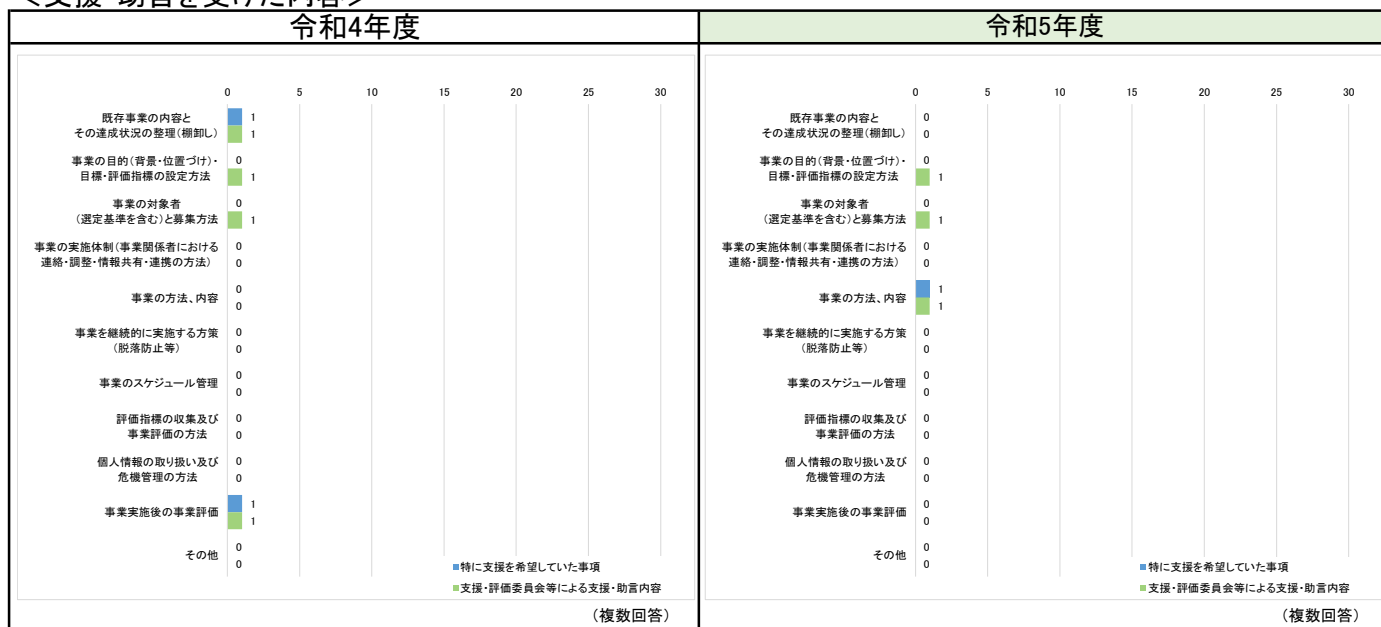 ＜支援・助言を受けた内容＞
令和4年度
0 5 10 15 20 25 30
既存事業の内容と
その達成状況の整理（棚卸し）
1
1
事業の目的（背景・位置づけ）・
目標・評価指標の設定方法
0
1
事業の対象者
（選定基準を含む）と募集方法
0
1
事業の実施体制（事業関係者における
連絡・調整・情報共有・連携の方法）
0
0
事業の方法、内容
0
0
事業を継続的に実施する方策
（脱落防止等）
0
0
事業のスケジュール管理
0
0
評価指標の収集及び
事業評価の方法
0
0
個人情報の取り扱い及び
危機管理の方法
0
0
事業実施後の事業評価
1
1
その他
0
0
特に支援を希望していた事項
支援・評価委員会等による支援・助言内容
（複数回答）
令和5年度
0 5 10 15 20 25 30
既存事業の内容と
その達成状況の整理（棚卸し）
0
0
事業の目的（背景・位置づけ）・
目標・評価指標の設定方法
0
1
事業の対象者
（選定基準を含む）と募集方法
0
1
事業の実施体制（事業関係者における
連絡・調整・情報共有・連携の方法）
0
0
事業の方法、内容
1
1
事業を継続的に実施する方策
（脱落防止等）
0
0
事業のスケジュール管理
0
0
評価指標の収集及び
事業評価の方法
0
0
個人情報の取り扱い及び
危機管理の方法
0
0
事業実施後の事業評価
0
0
その他
0
0
特に支援を希望していた事項
支援・評価委員会等による支援・助言内容
（複数回答）